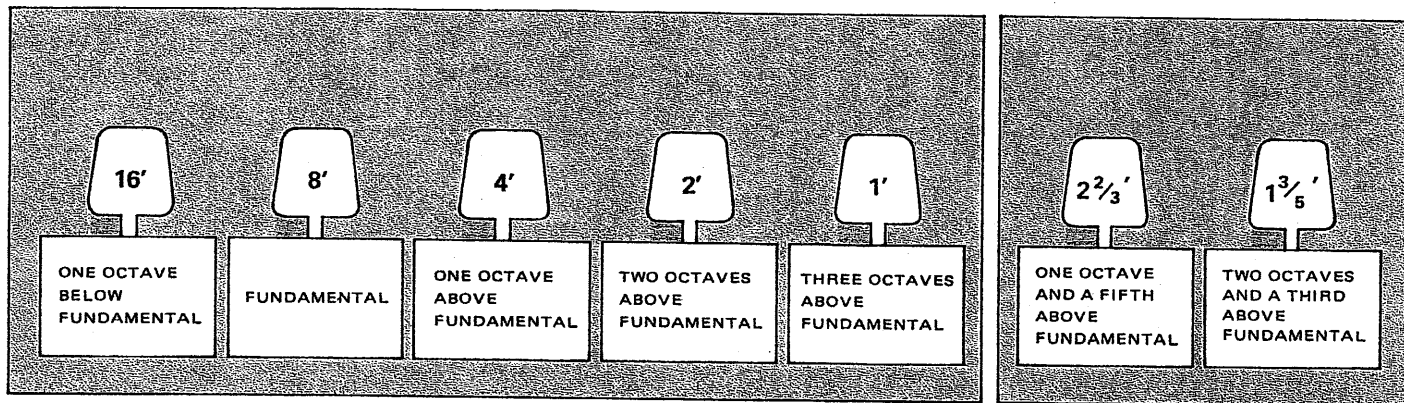 16′
8′
4′
2′
1′
2⅔′
1⅗′
ONE OCTAVE
BELOW
FUNDAMENTAL
FUNDAMENTAL
ONE OCTAVE
ABOVE
FUNDAMENTAL
TWO OCTAVES
ABOVE
FUNDAMENTAL
THREE OCTAVES
ABOVE
FUNDAMENTAL
ONE OCTAVE
AND A FIFTH
ABOVE
FUNDAMENTAL
TWO OCTAVES
AND A THIRD
ABOVE
FUNDAMENTAL